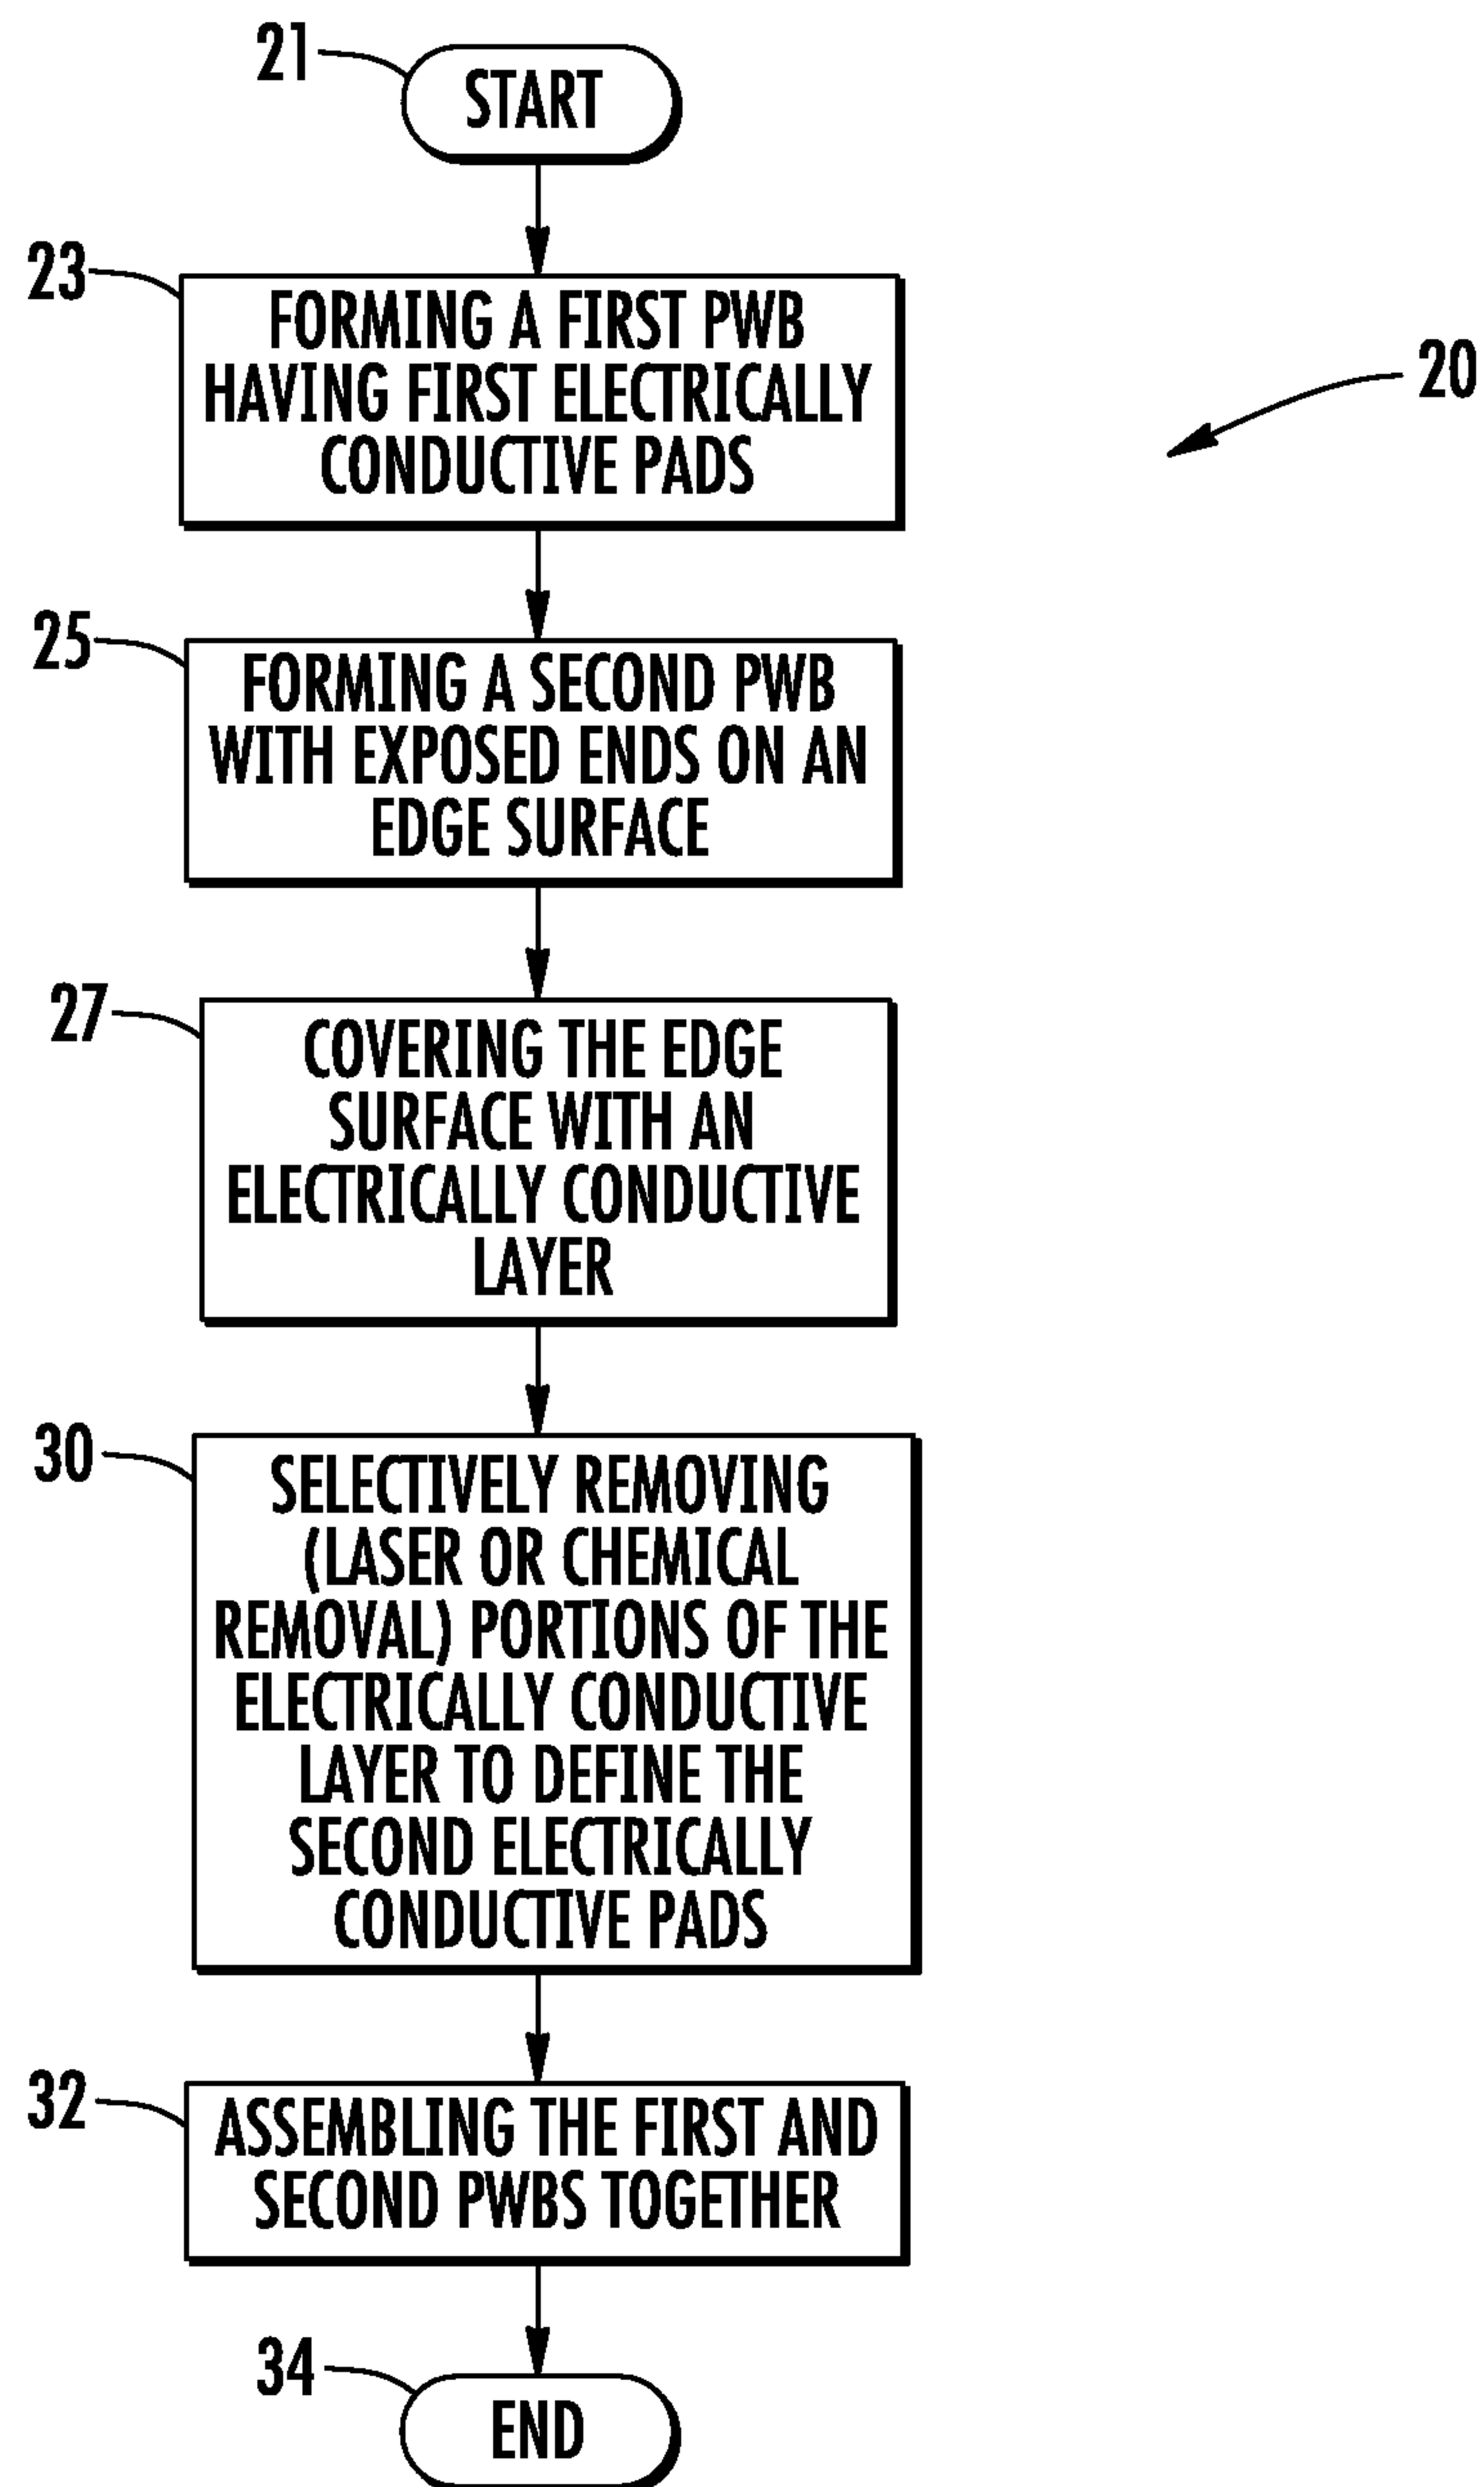 21
START
23
FORMING A FIRST PWB
HAVING FIRST ELECTRICALLY
CONDUCTIVE PADS
20
25
FORMING A SECOND PWB
WITH EXPOSED ENDS ON AN
EDGE SURFACE
27
COVERING THE EDGE
SURFACE WITH AN
ELECTRICALLY CONDUCTIVE
LAYER
30
SELECTIVELY REMOVING
(LASER OR CHEMICAL
REMOVAL) PORTIONS OF THE
ELECTRICALLY CONDUCTIVE
LAYER TO DEFINE THE
SECOND ELECTRICALLY
CONDUCTIVE PADS
32
ASSEMBLING THE FIRST AND
SECOND PWBS TOGETHER
34
END